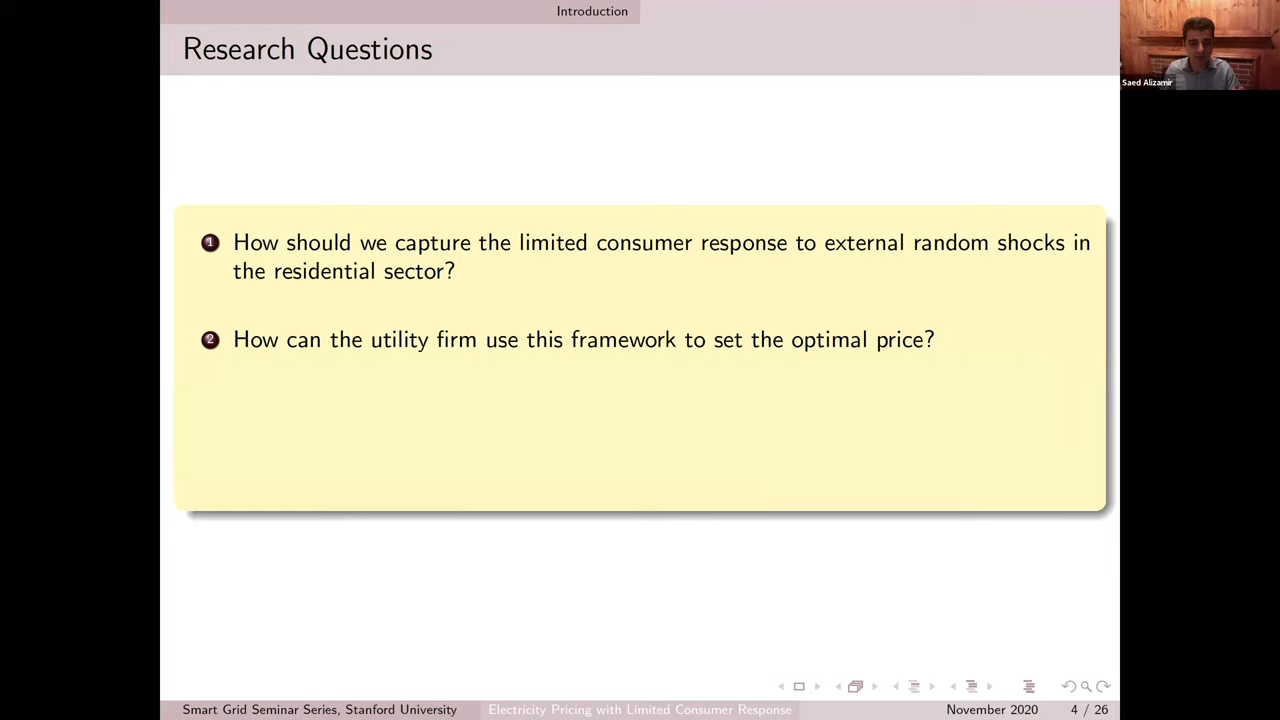 Introduction
Research Questions
Saed Alizamir
1 How should we capture the limited consumer response to external random shocks in
the residential sector?
2 How can the utility firm use this framework to set the optimal price?
Smart Grid Seminar Series, Stanford University Electricity Pricing with Limited Consumer Response November 2020 4 / 26